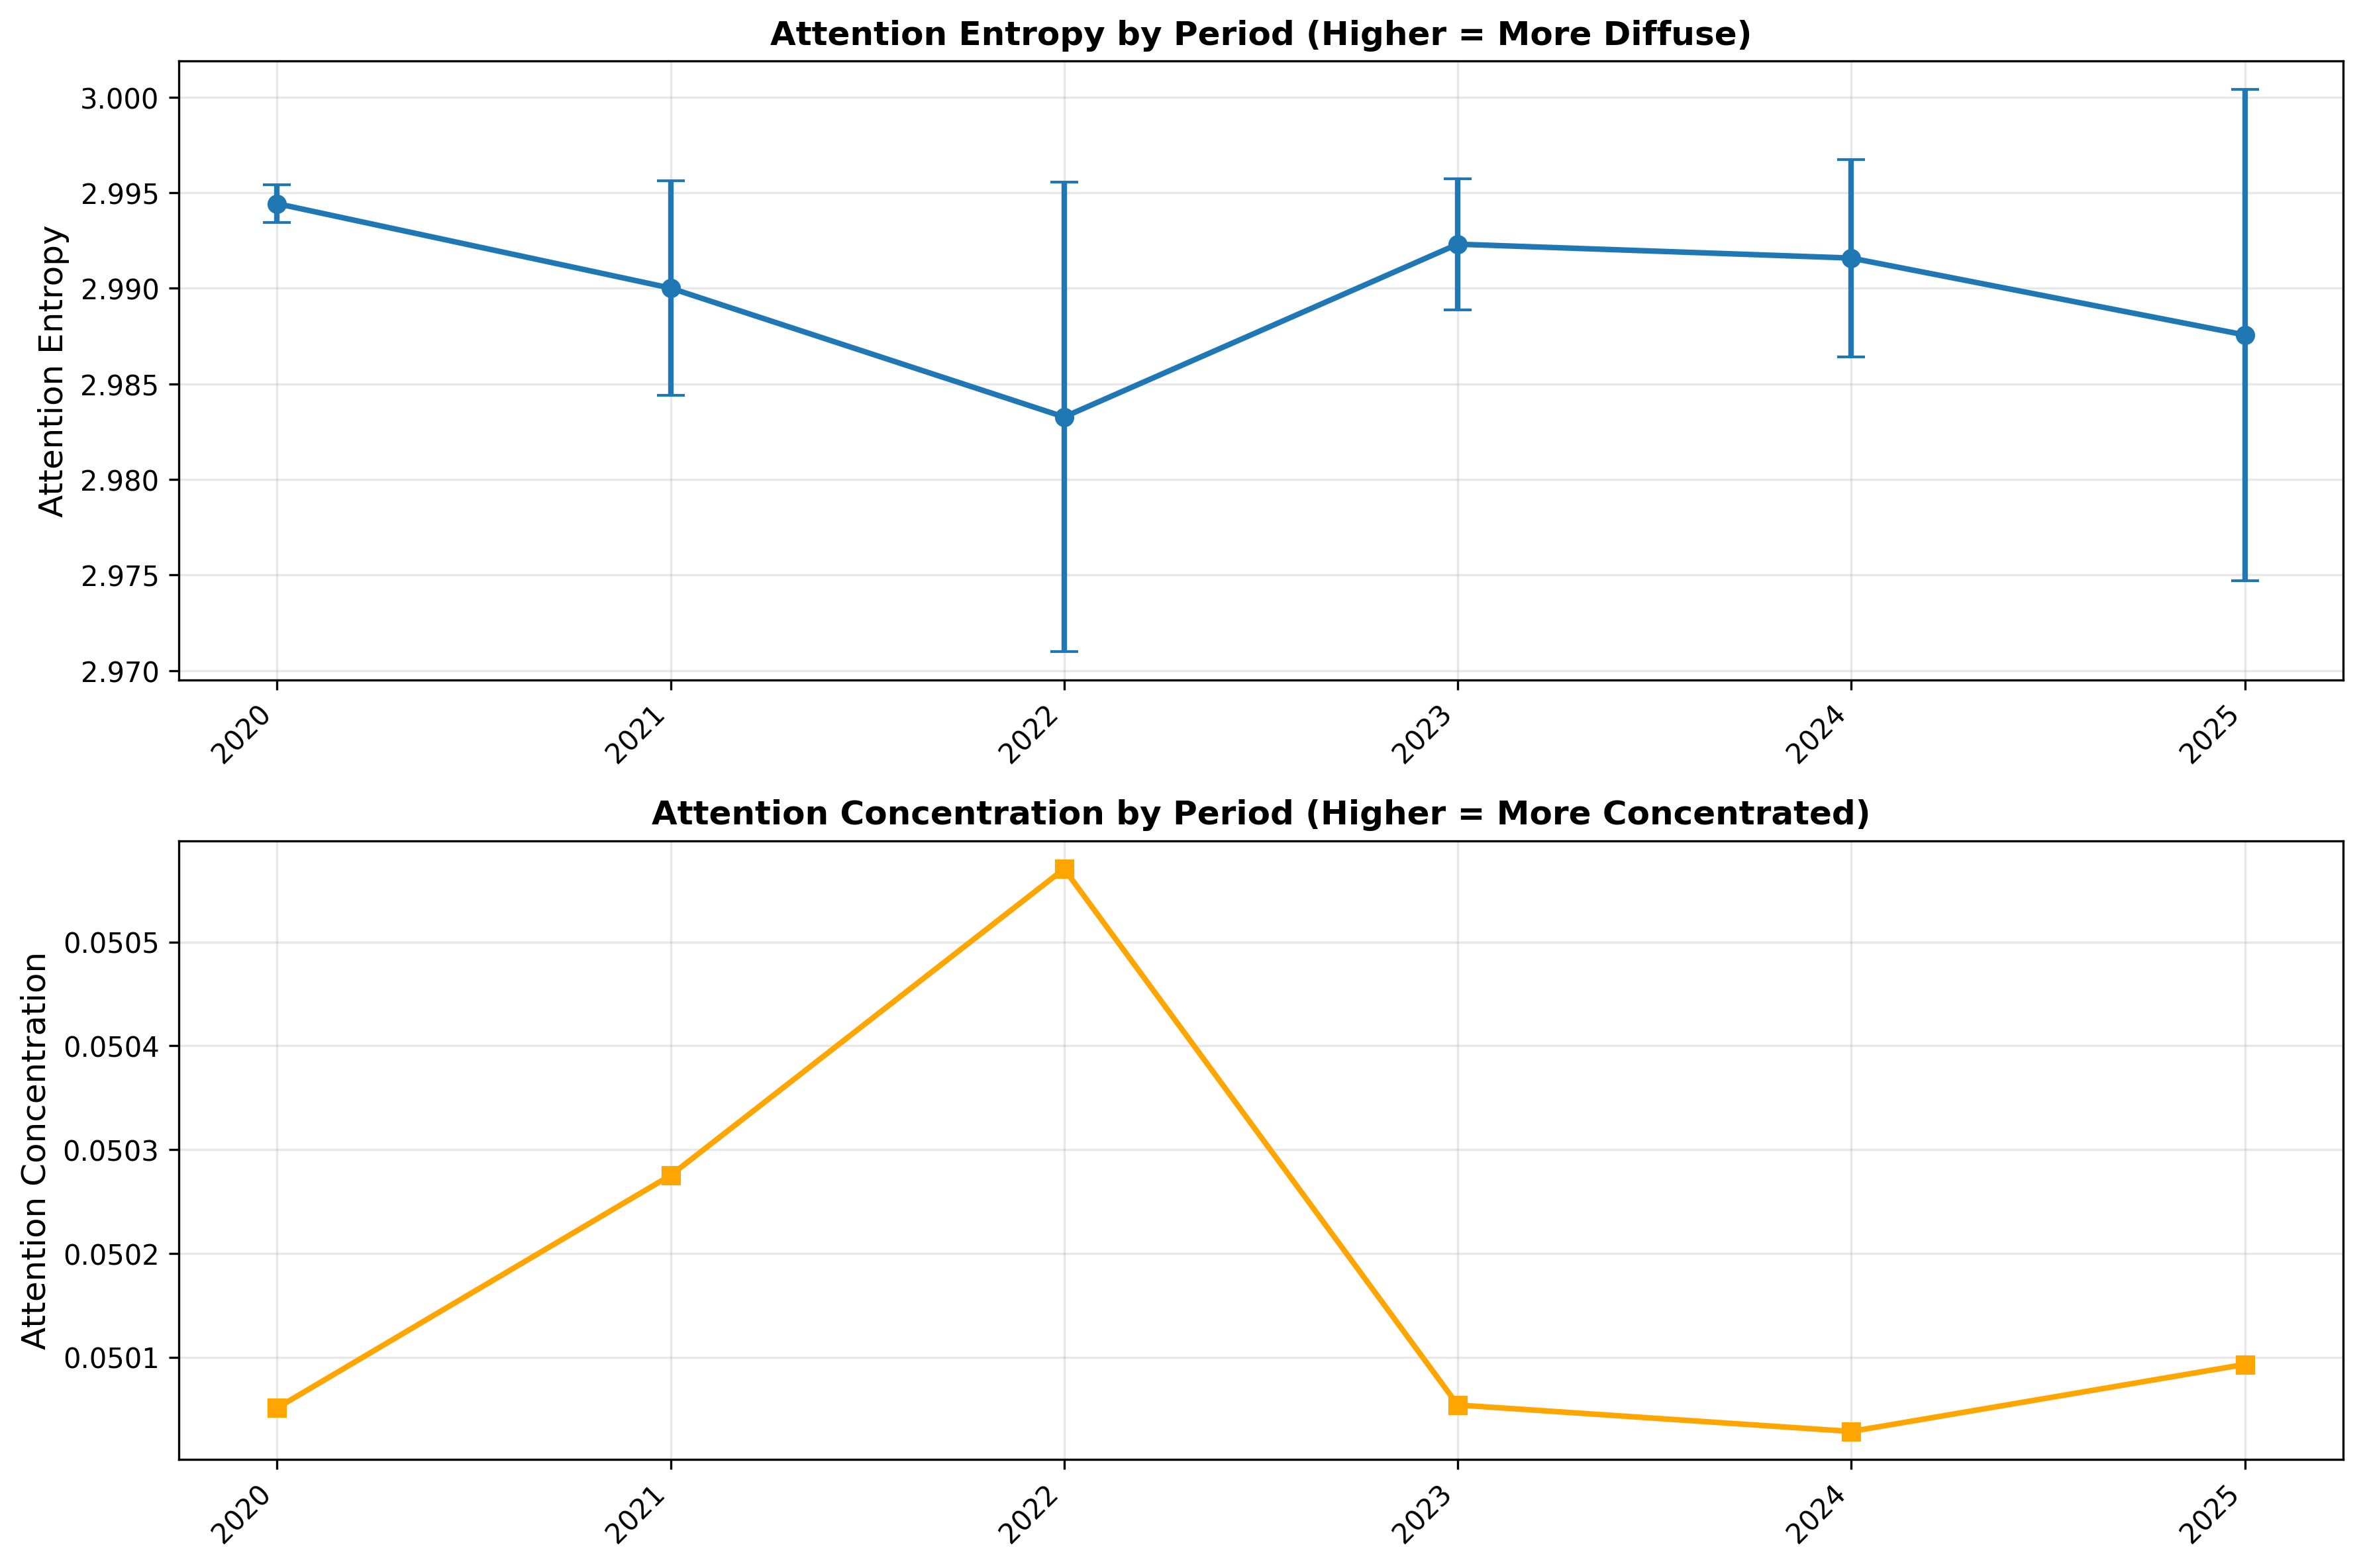 Attention Entropy by Period (Higher = More Diffuse)
Attention Entropy
3.000
2.995
2.990
2.985
2.980
2.975
2.970
2020 2021 2022 2023 2024 2025
Attention Concentration by Period (Higher = More Concentrated)
Attention Concentration
0.0505
0.0504
0.0503
0.0502
0.0501
2020 2021 2022 2023 2024 2025